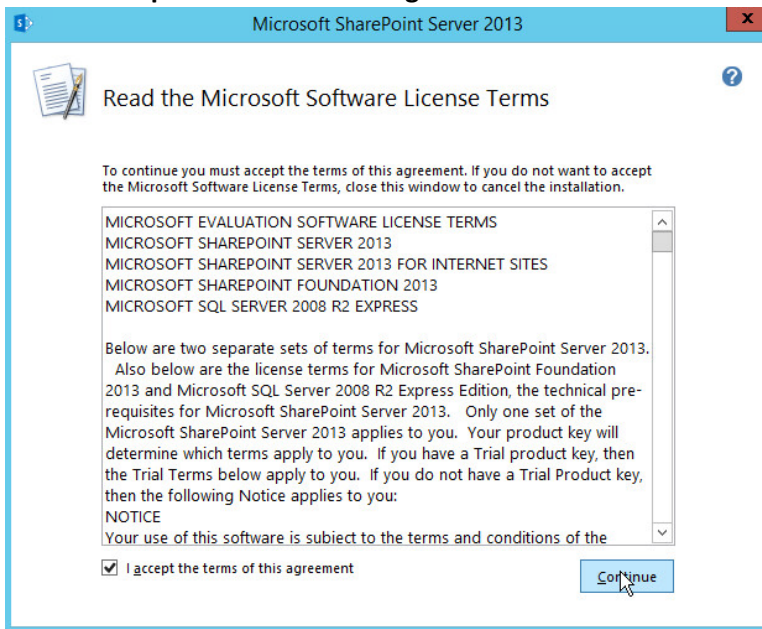 Microsoft SharePoint Server 2013
x
?
Read the Microsoft Software License Terms
To continue you must accept the terms of this agreement. If you do not want to accept
the Microsoft Software License Terms, close this window to cancel the installation.
MICROSOFT EVALUATION SOFTWARE LICENSE TERMS
MICROSOFT SHAREPOINT SERVER 2013
MICROSOFT SHAREPOINT SERVER 2013 FOR INTERNET SITES
MICROSOFT SHAREPOINT FOUNDATION 2013
MICROSOFT SQL SERVER 2008 R2 EXPRESS
Below are two separate sets of terms for Microsoft SharePoint Server 2013.
Also below are the license terms for Microsoft SharePoint Foundation
2013 and Microsoft SQL Server 2008 R2 Express Edition, the technical pre-
requisites for Microsoft SharePoint Server 2013. Only one set of the
Microsoft SharePoint Server 2013 applies to you. Your product key will
determine which terms apply to you. If you have a Trial product key, then
the Trial Terms below apply to you. If you do not have a Trial Product key,
then the following Notice applies to you:
NOTICE
Your use of this software is subject to the terms and conditions of the
I accept the terms of this agreement
Continue